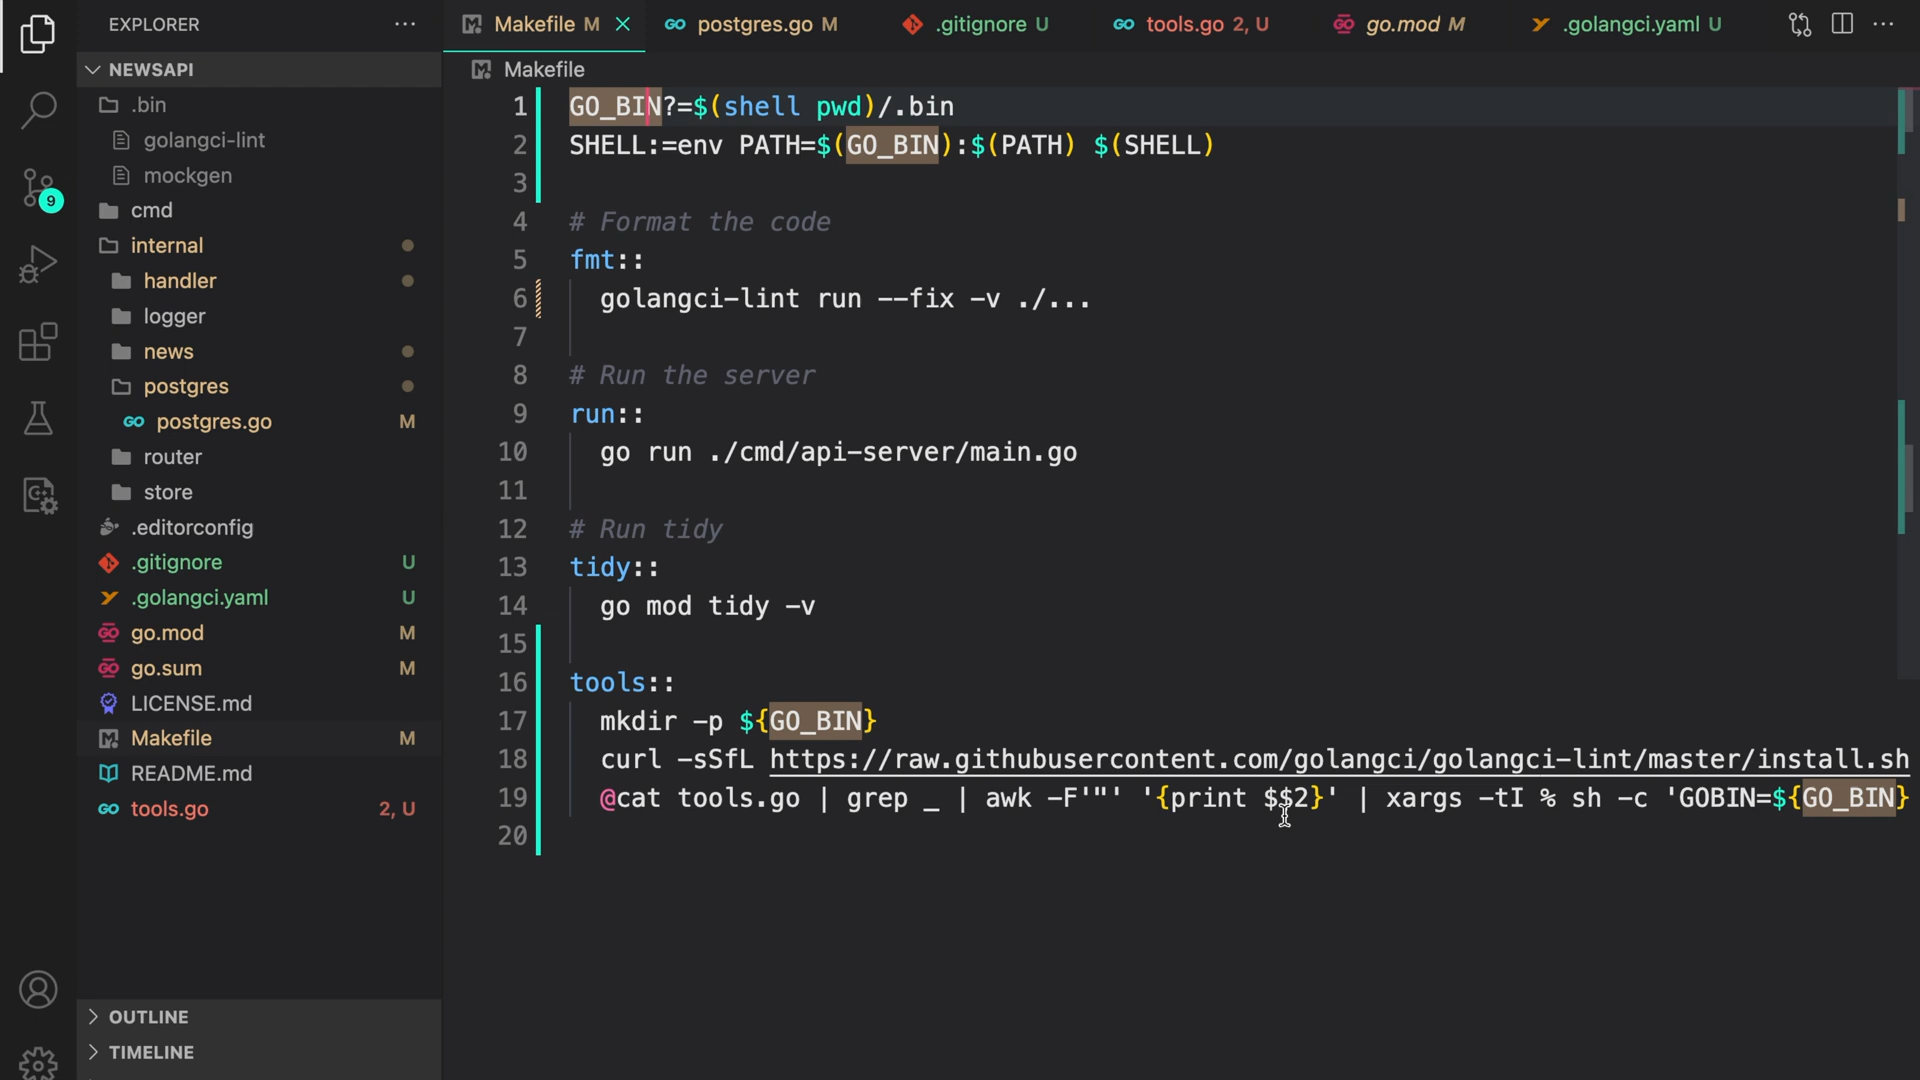 EXPLORER
NEWSAPI
.bin
golangci-lint
mockgen
cmd
internal
handler
logger
news
postgres
postgres.go M
router
store
.editorconfig
.gitignore U
.golangci.yaml U
go.mod M
go.sum M
LICENSE.md
Makefile M
README.md
tools.go 2, U
OUTLINE
TIMELINE
9
Makefile M
postgres.go M
.gitignore U
tools.go 2, U
go.mod M
.golangci.yaml U
Makefile
1 GO_BIN?=$(shell pwd)/.bin
2 SHELL:=env PATH=$(GO_BIN):$(PATH) $(SHELL)
3
4 # Format the code
5 fmt::
6 golangci-lint run --fix -v ./...
7
8 # Run the server
9 run::
10 go run ./cmd/api-server/main.go
11
12 # Run tidy
13 tidy::
14 go mod tidy -v
15
16 tools::
17 mkdir -p ${GO_BIN}
18 curl -sSfL https://raw.githubusercontent.com/golangci/golangci-lint/master/install.sh
19 @cat tools.go | grep _ | awk -F'"' '{print $$2}' | xargs -tI % sh -c 'GOBIN=${GO_BIN}
20